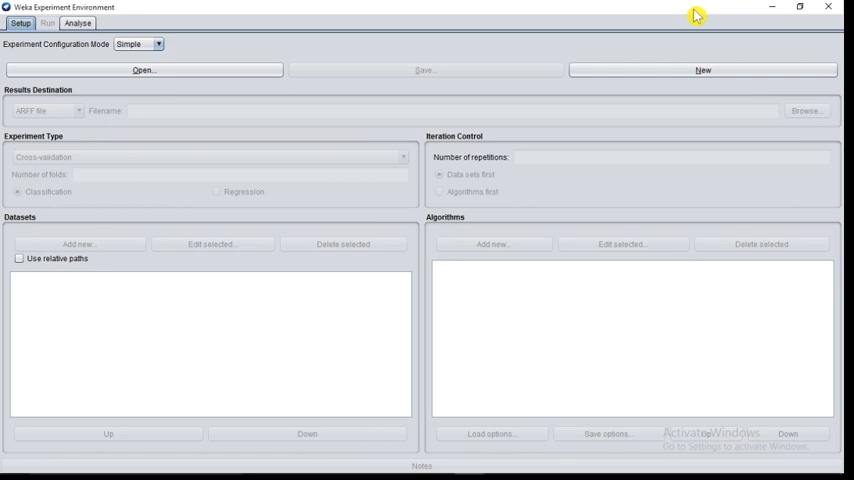 Weka Experiment Environment
Setup Run Analyse
Experiment Configuration Mode Simple
Open... Save... New
Results Destination
ARFF file Filename: Browse...
Experiment Type
Cross-validation
Number of folds:
Classification Regression
Iteration Control
Number of repetitions:
Data sets first
Algorithms first
Datasets
Add new... Edit selected... Delete selected
Use relative paths
Up Down
Algorithms
Add new... Edit selected... Delete selected
Load options... Save options... Up Down
Activate Windows
Go to Settings to activate Windows.
Notes